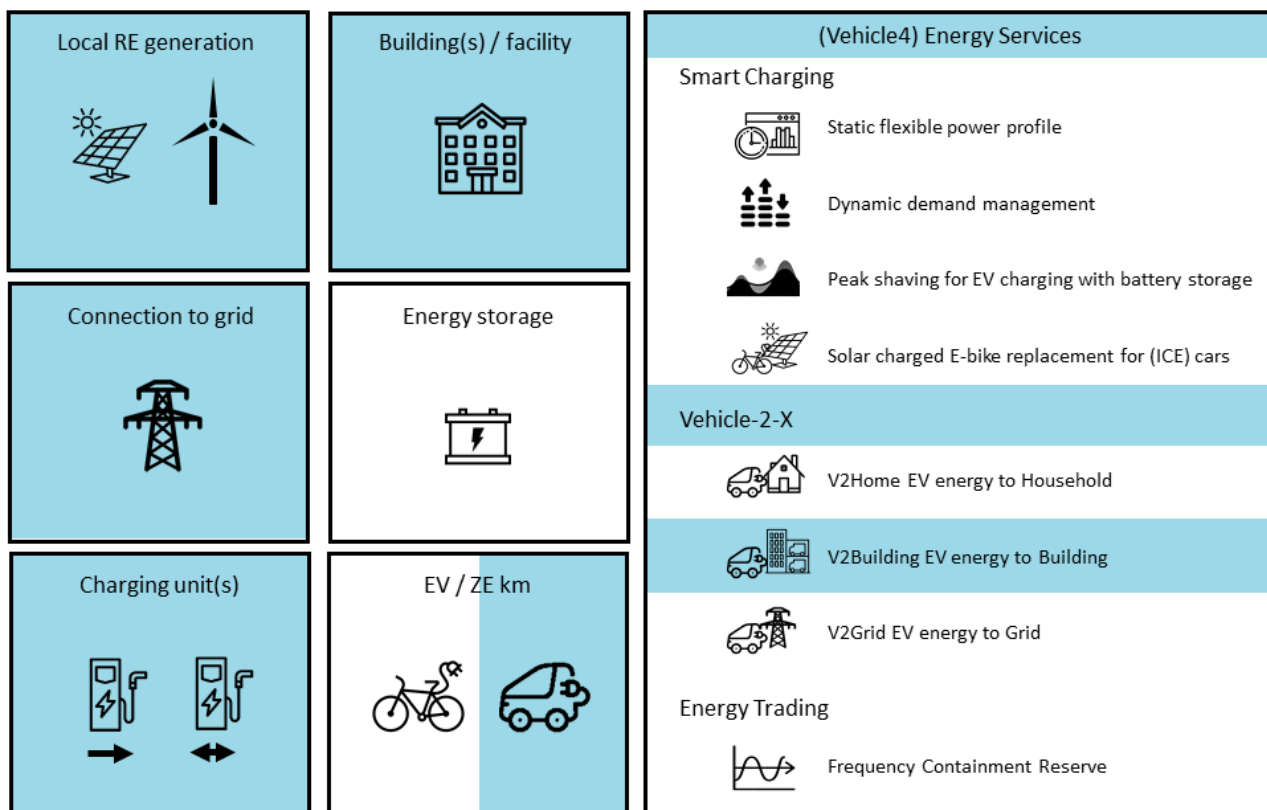 Local RE generation
Building(s) / facility
Connection to grid
Energy storage
Charging unit(s)
EV / ZE km
(Vehicle4) Energy Services
Smart Charging
Static flexible power profile
Dynamic demand management
Peak shaving for EV charging with battery storage
Solar charged E-bike replacement for (ICE) cars
Vehicle-2-X
V2Home EV energy to Household
V2Building EV energy to Building
V2Grid EV energy to Grid
Energy Trading
Frequency Containment Reserve